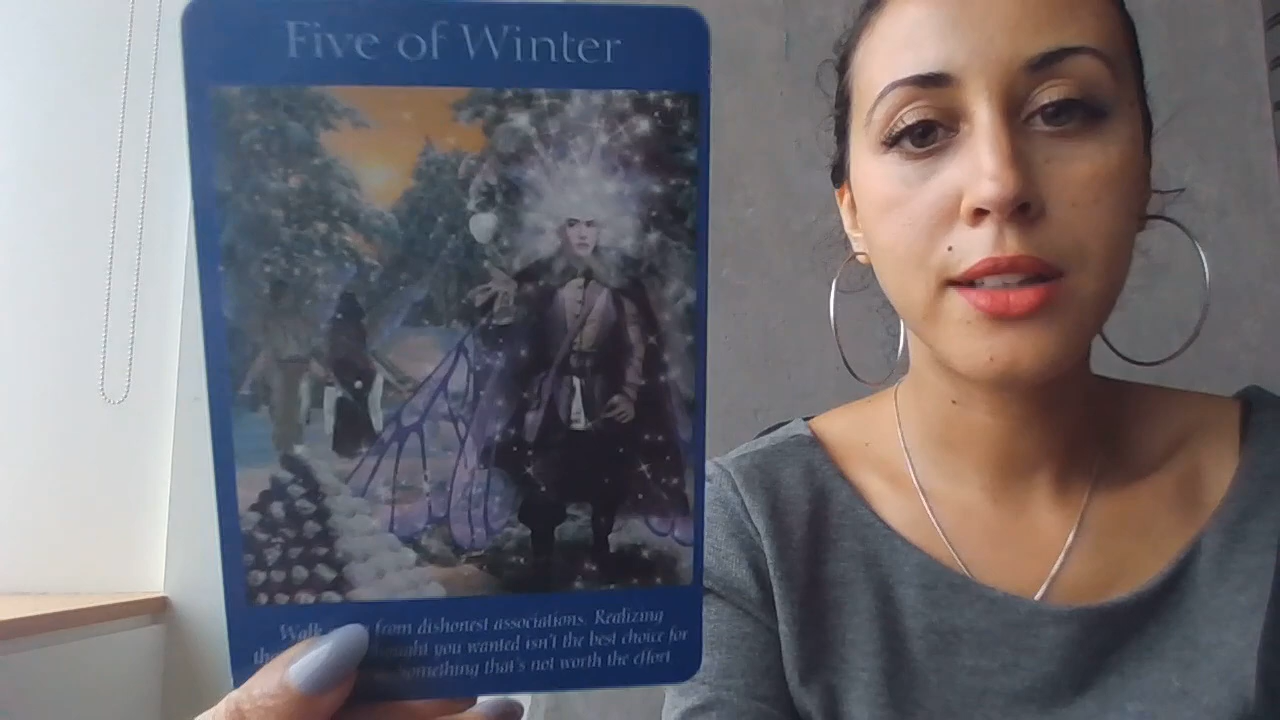 Five of Winter
Walk from dishonest associations. Realizing
you wanted isn't the best choice for
something that's not worth the effort